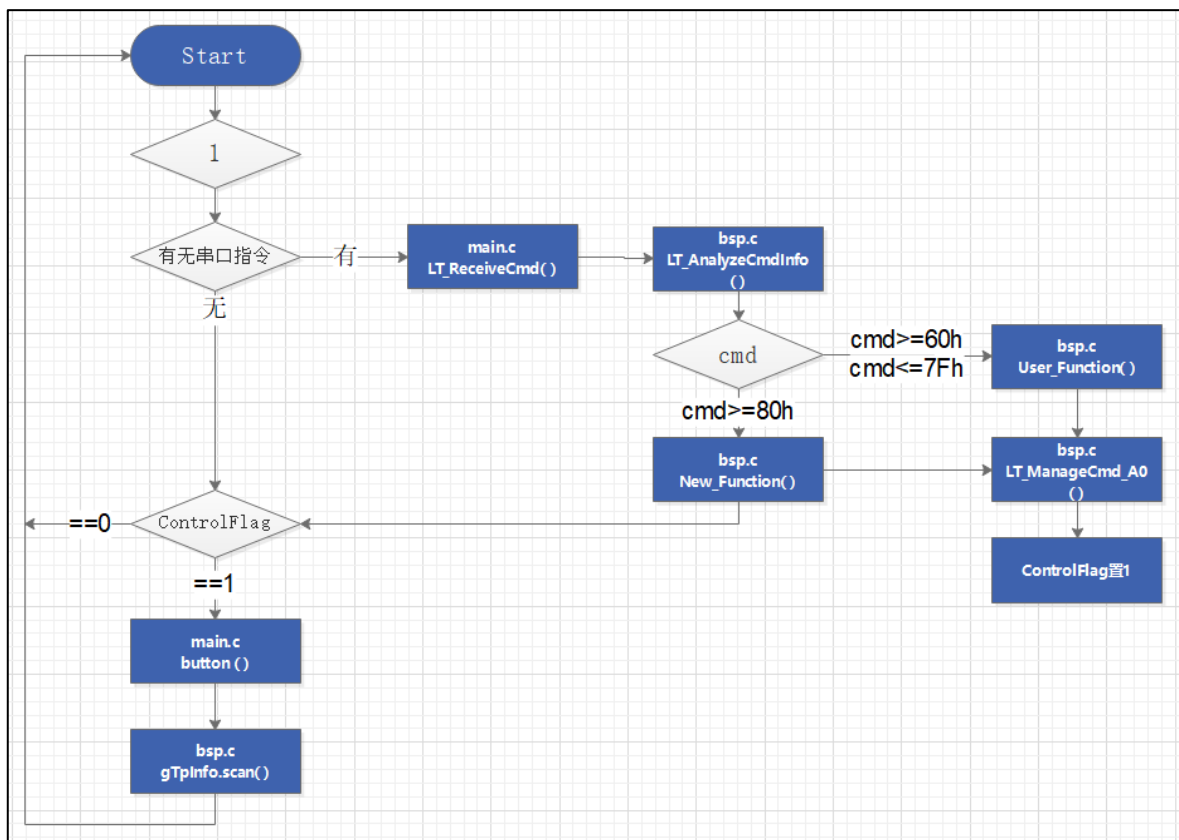 Start
1
有无串口指令
有
main.c
LT_ReceiveCmd()
bsp.c
LT_AnalyzeCmdInfo
()
无
cmd
cmd>=60h
cmd<=7Fh
bsp.c
User_Function()
cmd>=80h
bsp.c
New_Function()
bsp.c
LT_ManageCmd_A0
()
ControlFlag
==0
==1
ControlFlag置1
main.c
button ()
bsp.c
gTpInfo.scan()